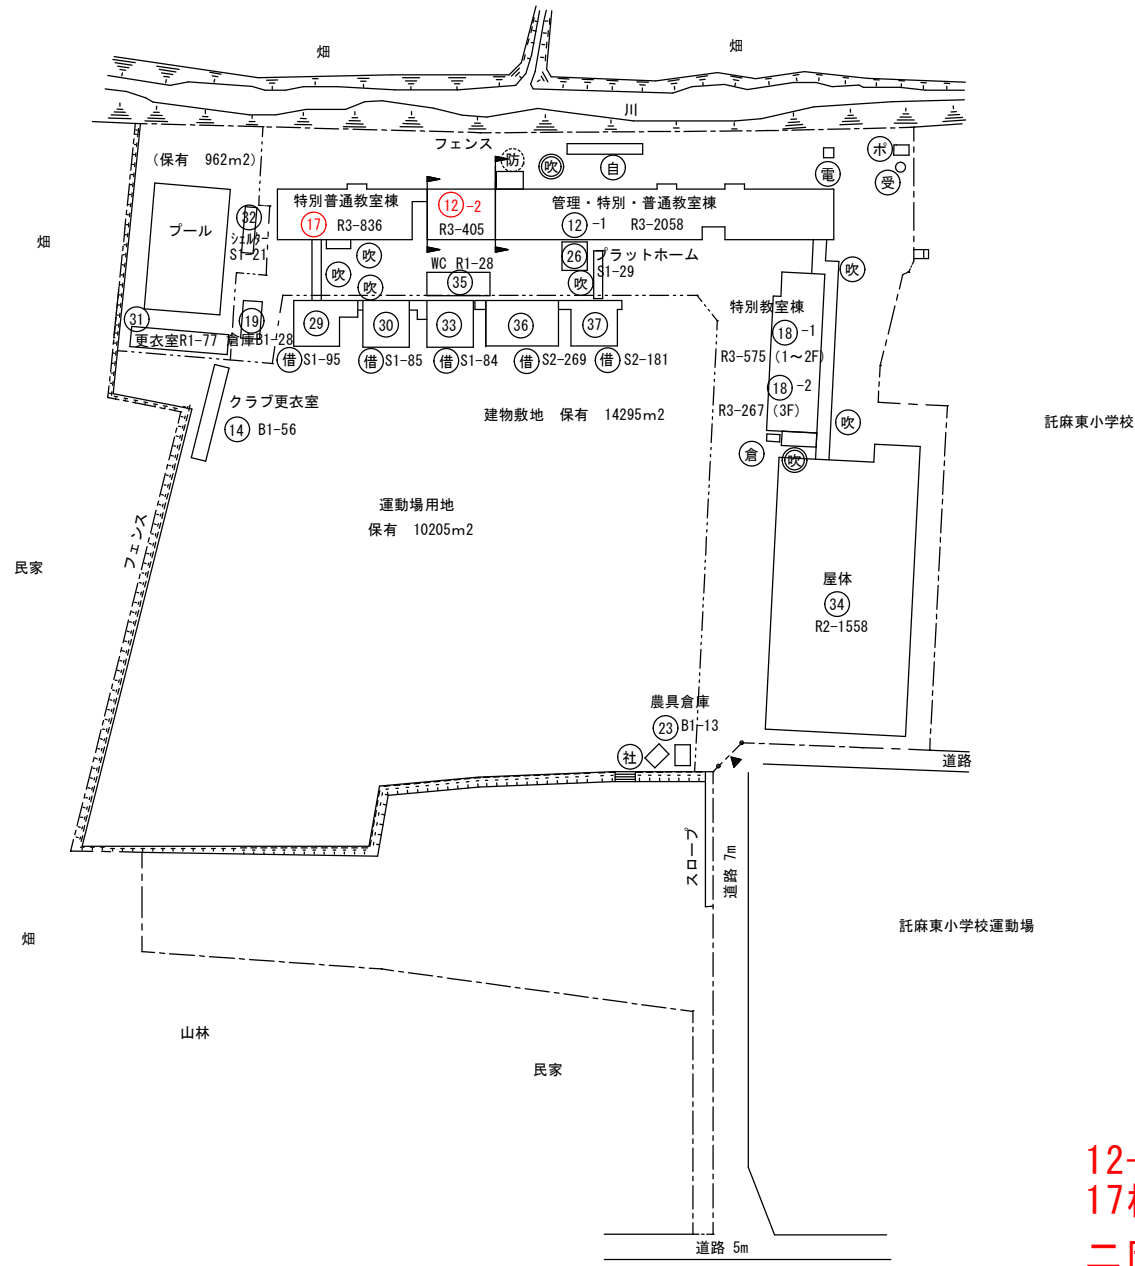 畑
畑
川
フェンス
(保有 962m2)
防
吹
自
電
ポ
受
プール
32
シェルター
S1-21
特別普通教室棟
17 R3-836
12-2
R3-405
管理・特別・普通教室棟
12-1 R3-2058
畑
吹
吹
吹
WC R1-28
35
26
プラットホーム
S1-29
吹
吹
31
更衣室R1-77
19
倉庫B1-28
29
30
33
36
37
借 S1-95
借 S1-85
借 S1-84
借 S2-269
借 S2-181
特別教室棟
18-1
R3-575 (1~2F)
18-2
R3-267 (3F)
クラブ更衣室
14 B1-56
建物敷地 保有 14295m2
吹
倉
吹
託麻東小学校
運動場用地
保有 10205m2
フェンス
民家
屋体
34
R2-1558
農具倉庫
23 B1-13
社
道路
スロープ
道路 7m
畑
託麻東小学校運動場
山林
民家
道路 5m
12-
17
二